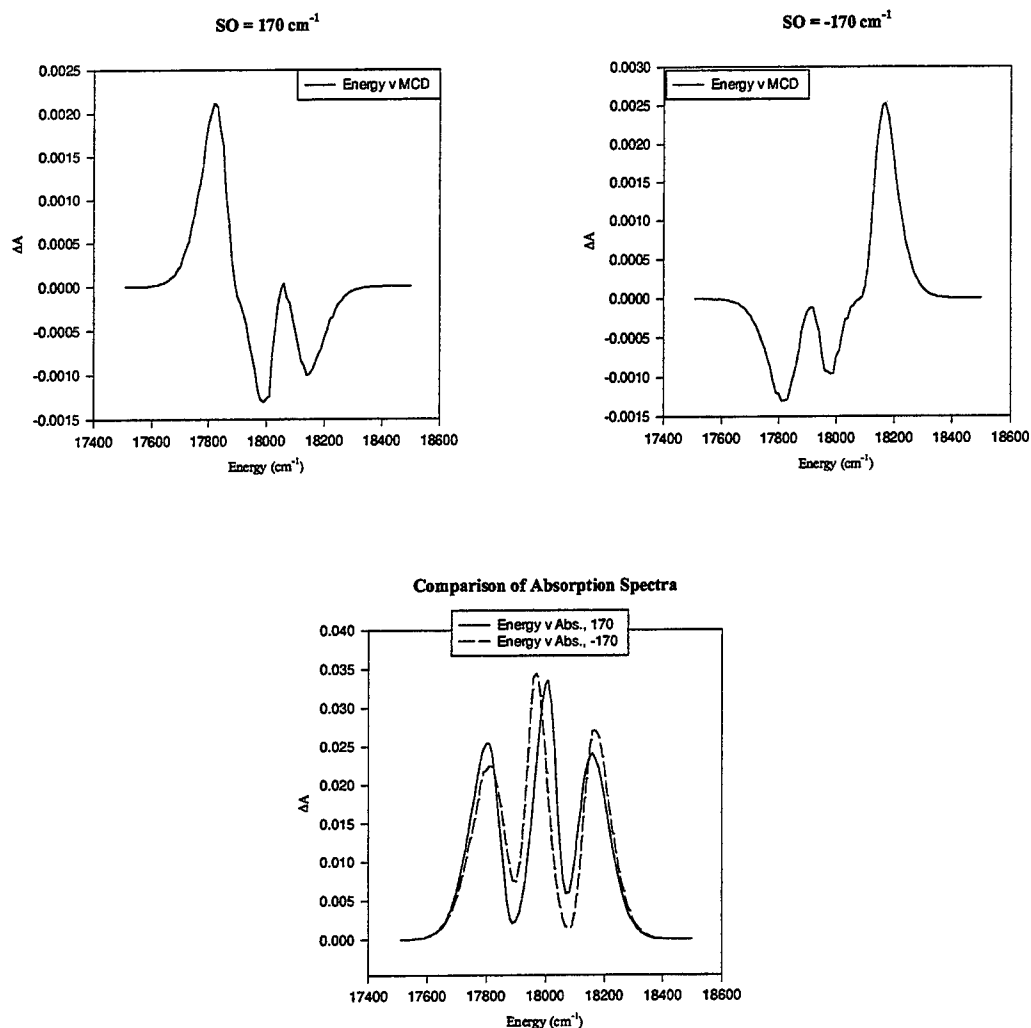 SO = 170 cm⁻¹
Energy v MCD
0.0025
0.0020
0.0015
0.0010
0.0005
0.0000
-0.0005
-0.0010
-0.0015
ΔA
17400 17600 17800 18000 18200 18400 18600
Energy (cm⁻¹)
SO = -170 cm⁻¹
Energy v MCD
0.0030
0.0025
0.0020
0.0015
0.0010
0.0005
0.0000
-0.0005
-0.0010
-0.0015
ΔA
17400 17600 17800 18000 18200 18400 18600
Energy (cm⁻¹)
Comparison of Absorption Spectra
Energy v Abs., 170
Energy v Abs., -170
0.040
0.035
0.030
0.025
0.020
0.015
0.010
0.005
0.000
ΔA
17400 17600 17800 18000 18200 18400 18600
Energy (cm⁻¹)